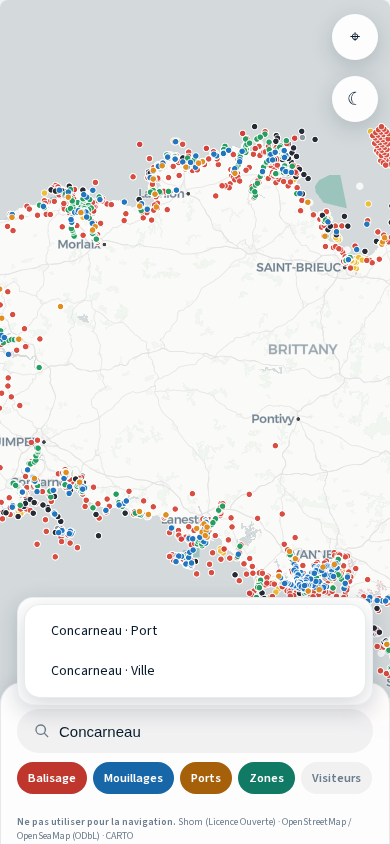 Morlaix
SAINT-BRIEUC
BRITTANY
Pontivy
Concarneau · Port
Concarneau · Ville
Concarneau
Balisage
Mouillages
Ports
Zones
Visiteurs
Ne pas utiliser pour la navigation. Shom (Licence Ouverte) · OpenStreetMap /
OpenSeaMap (ODbL) · CARTO